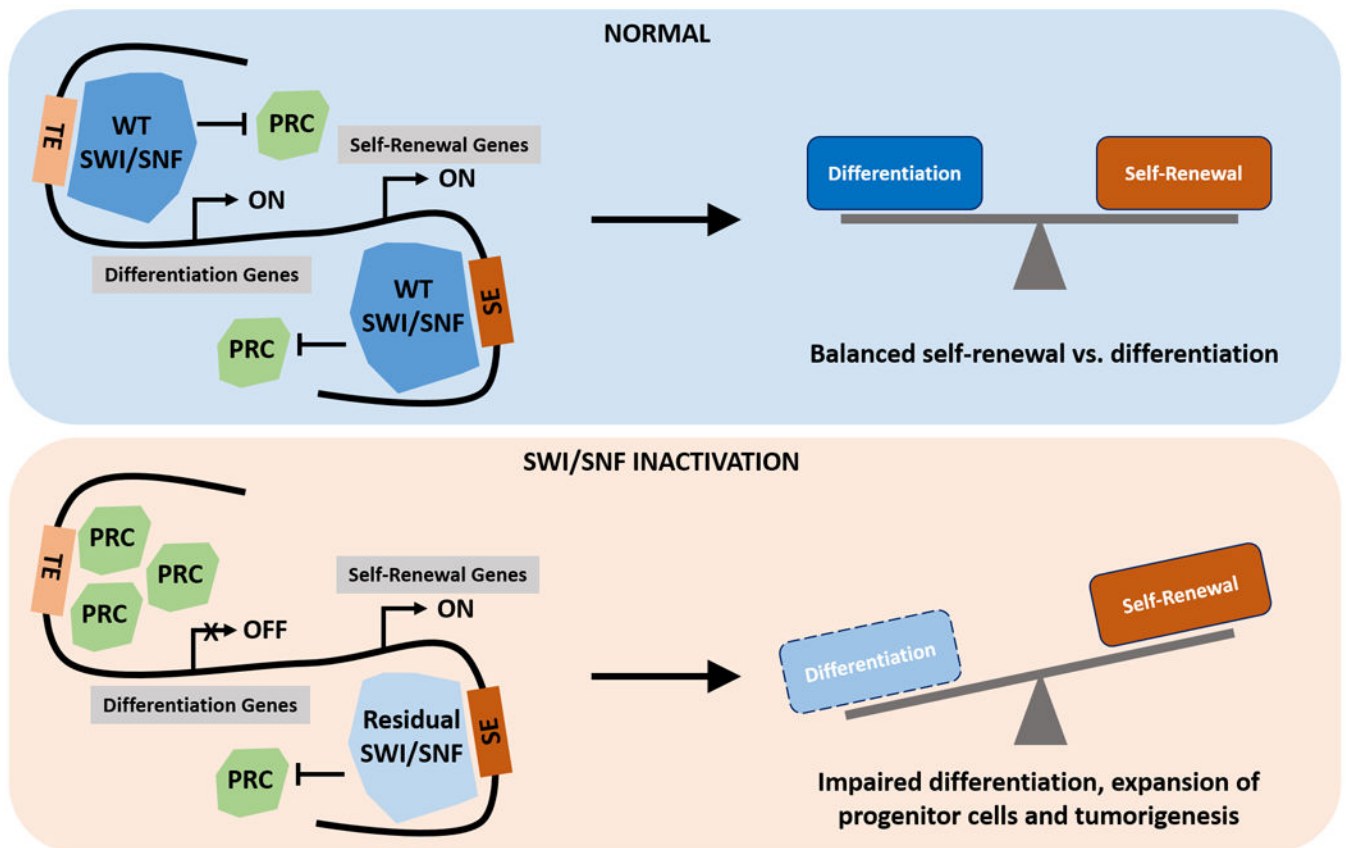 NORMAL
TE
WT
SWI/SNF
PRC
Self-Renewal Genes
ON
ON
Differentiation Genes
WT
SWI/SNF
SE
PRC
Differentiation
Self-Renewal
Balanced self-renewal vs. differentiation
SWI/SNF INACTIVATION
TE
PRC
PRC
PRC
Self-Renewal Genes
ON
X
OFF
Differentiation Genes
Residual
SWI/SNF
SE
PRC
Differentiation
Self-Renewal
Impaired differentiation, expansion of
progenitor cells and tumorigenesis